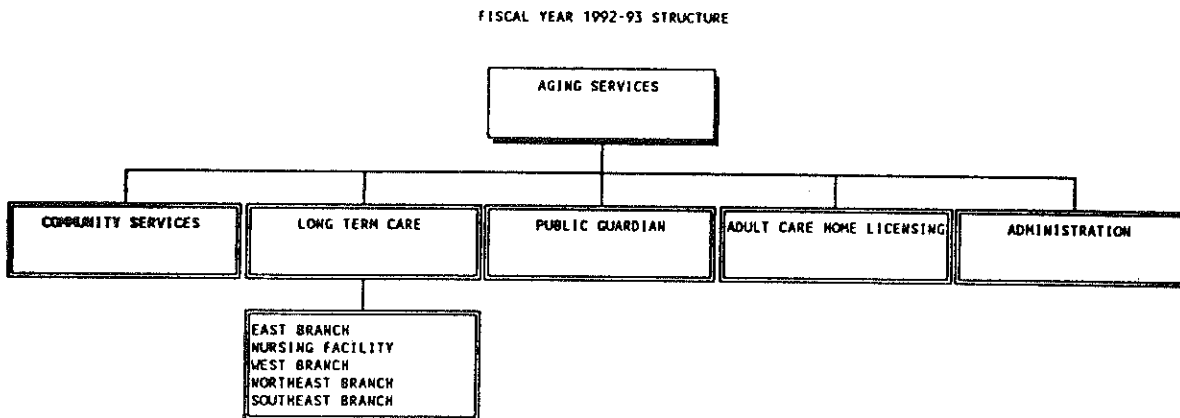 FISCAL YEAR 1992-93 STRUCTURE
AGING SERVICES
COMMUNITY SERVICES
LONG TERM CARE
PUBLIC GUARDIAN
ADULT CARE HOME LICENSING
ADMINISTRATION
EAST BRANCH
NURSING FACILITY
WEST BRANCH
NORTHEAST BRANCH
SOUTHEAST BRANCH